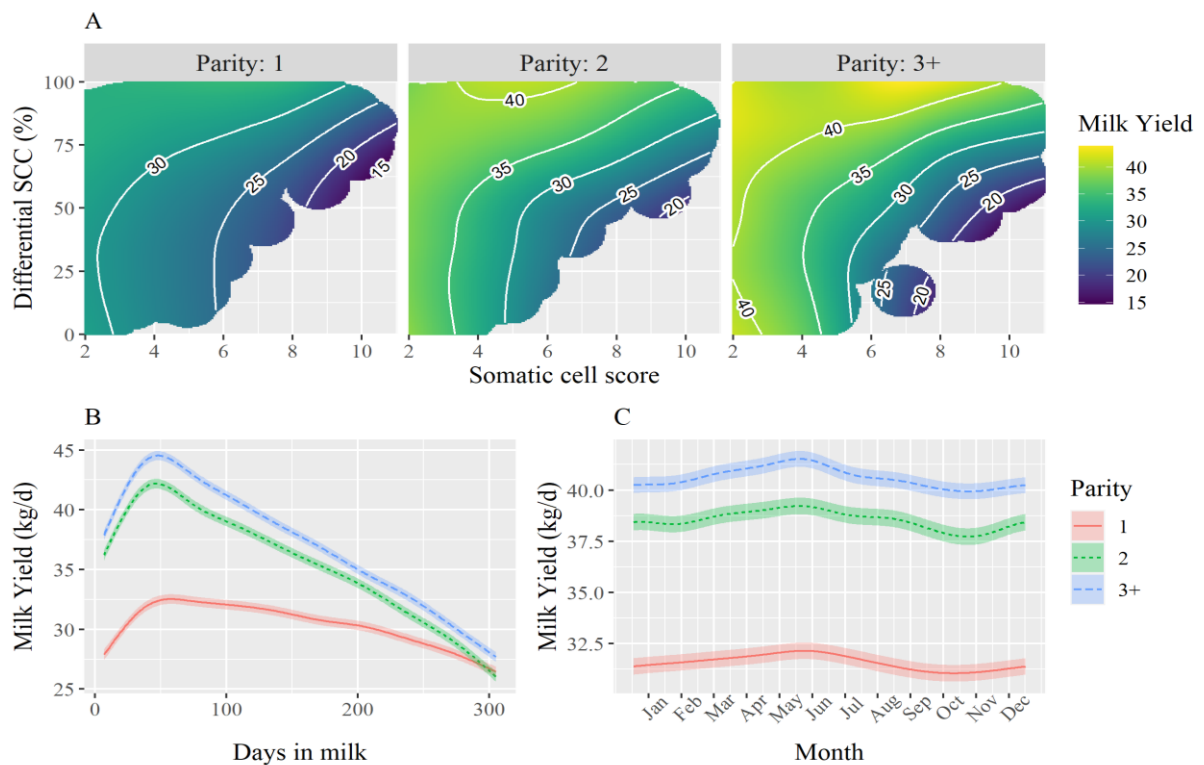 A
Parity: 1
Parity: 2
Parity: 3+
Differential SCC (%)
100
75
50
25
0
30
25
20
15
40
35
30
25
20
40
35
30
25
20
25
20
40
2 4 6 8 10
2 4 6 8 10
2 4 6 8 10
Somatic cell score
Milk Yield
40
35
30
25
20
15
B
Milk Yield (kg/d)
45
40
35
30
25
0 100 200 300
Days in milk
C
Milk Yield (kg/d)
40.0
37.5
35.0
32.5
Jan Feb Mar Apr May Jun Jul Aug Sep Oct Nov Dec
Month
Parity
1
2
3+